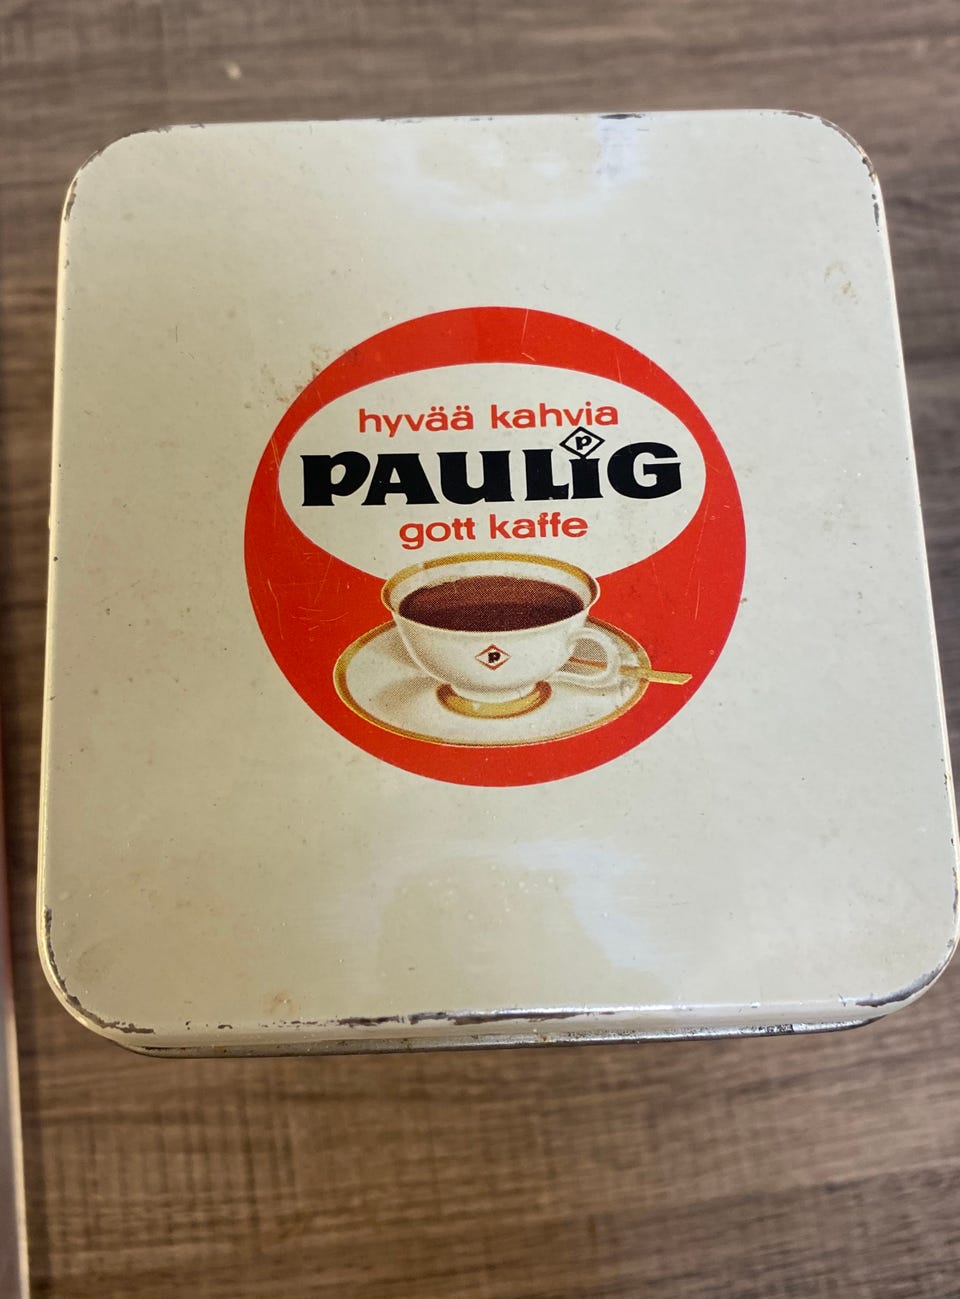 hyvää kahvia
P
PAULIG
gott kaffe
P